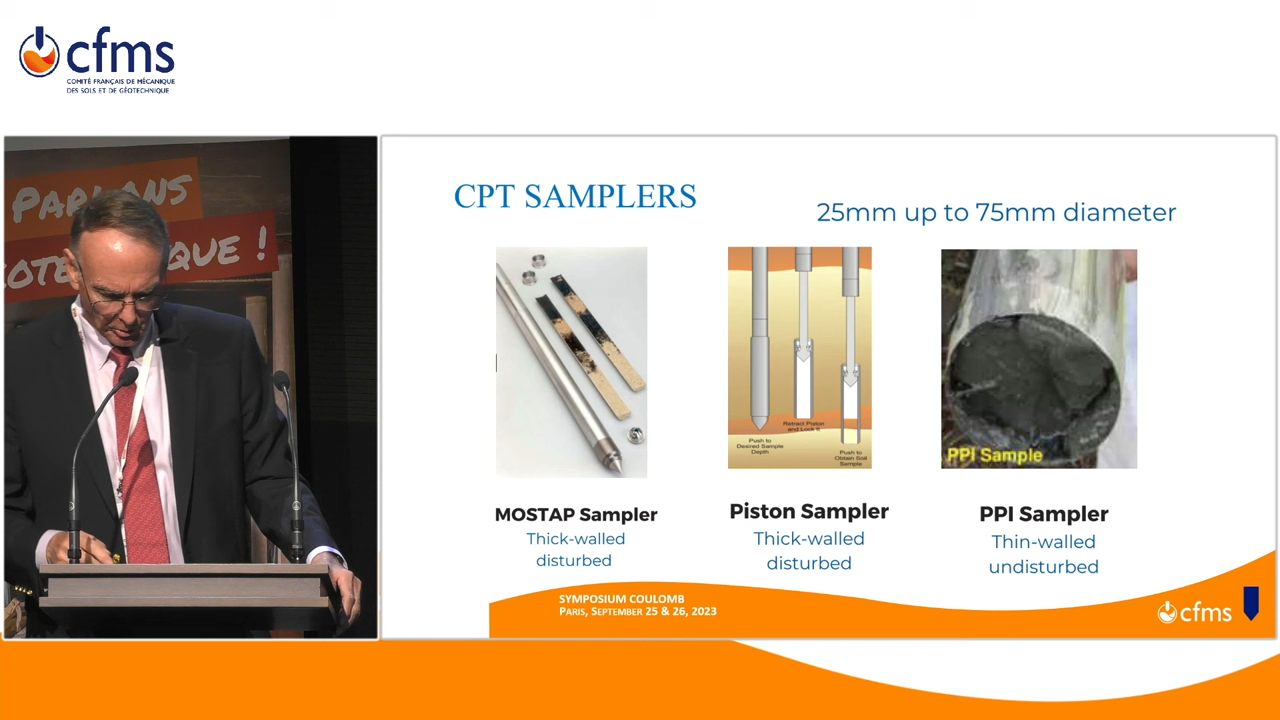 cfms
COMITÉ FRANÇAIS DE MÉCANIQUE
DES SOLS ET DE GÉOTECHNIQUE
PARLONS
QUE !
CPT SAMPLERS
25mm up to 75mm diameter
Push to
Desired Sample
Depth
Retract Piston
and Lock it
Push to
Obtain Soil
Sample
PPI Sample
MOSTAP Sampler
Thick-walled
disturbed
Piston Sampler
Thick-walled
disturbed
PPI Sampler
Thin-walled
undisturbed
SYMPOSIUM COULOMB
PARIS, SEPTEMBER 25 & 26, 2023
cfms